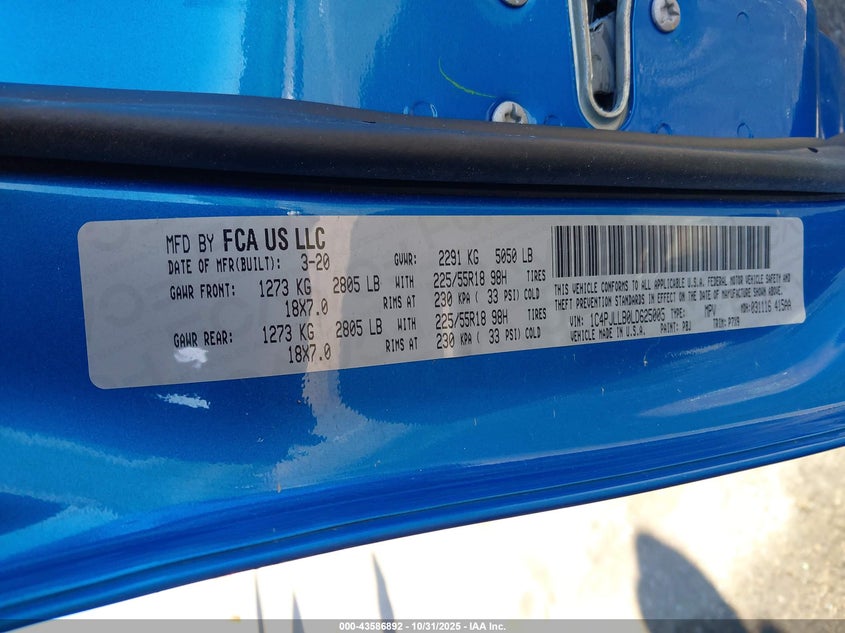 MFD BY FCA US LLC
DATE OF MFR(BUILT): 3-20 GVWR: 2291 KG 5050 LB
GAWR FRONT: 1273 KG 2805 LB WITH 225/55R18 98H TIRES
18X7.0 RIMS AT 230 KPA ( 33 PSI) COLD
GAWR REAR: 1273 KG 2805 LB WITH 225/55R18 98H TIRES
18X7.0 RIMS AT 230 KPA ( 33 PSI) COLD
THIS VEHICLE CONFORMS TO ALL APPLICABLE U.S.A. FEDERAL MOTOR VEHICLE SAFETY AND
THEFT PREVENTION STANDARDS IN EFFECT ON THE DATE OF MANUFACTURE SHOWN ABOVE.
MDH: 031116 415AA
VIN: 1C4PJLLB0LD625005 TYPE: MPV
VEHICLE MADE IN U.S.A. PAINT: PBJ TRIM: P7X9
000-43586892 - 10/31/2025 - IAA Inc.